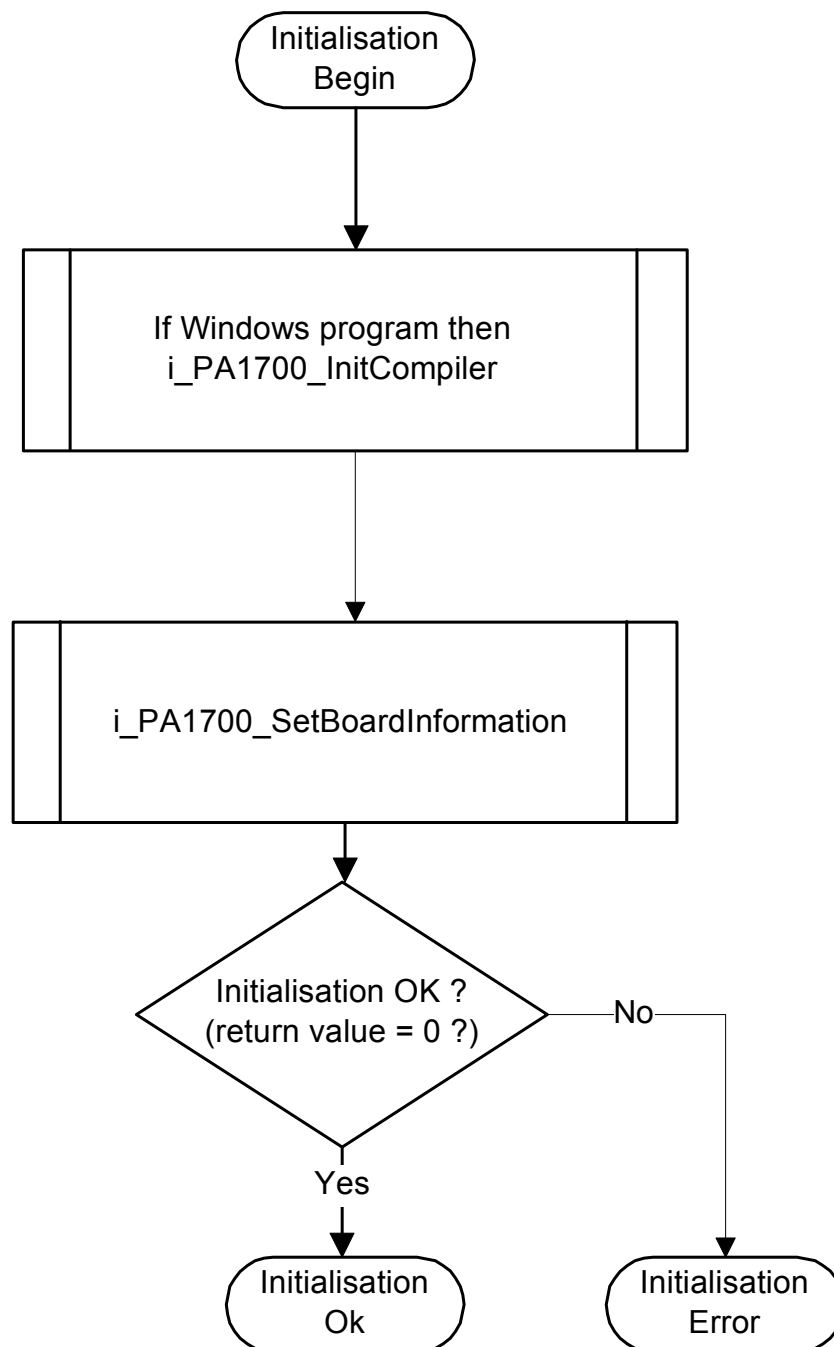 Initialisation
Begin
If Windows program then
i_PA1700_InitCompiler
i_PA1700_SetBoardInformation
Initialisation OK ?
(return value = 0 ?)
No
Yes
Initialisation
Ok
Initialisation
Error